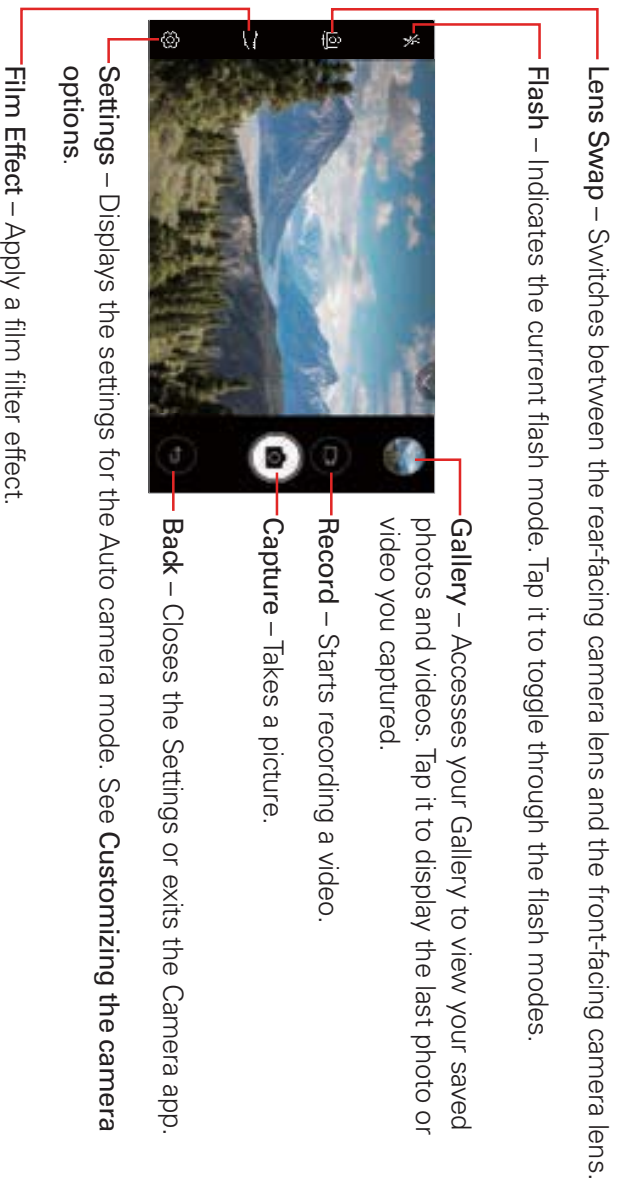 Lens Swap – Switches between the rear-facing camera lens and the front-facing camera lens.
Flash – Indicates the current flash mode. Tap it to toggle through the flash modes.
Gallery – Accesses your Gallery to view your saved
photos and videos. Tap it to display the last photo or
video you captured.
Record – Starts recording a video.
Capture – Takes a picture.
Back – Closes the Settings or exits the Camera app.
Settings – Displays the settings for the Auto camera mode. See Customizing the camera
options.
Film Effect – Apply a film filter effect.